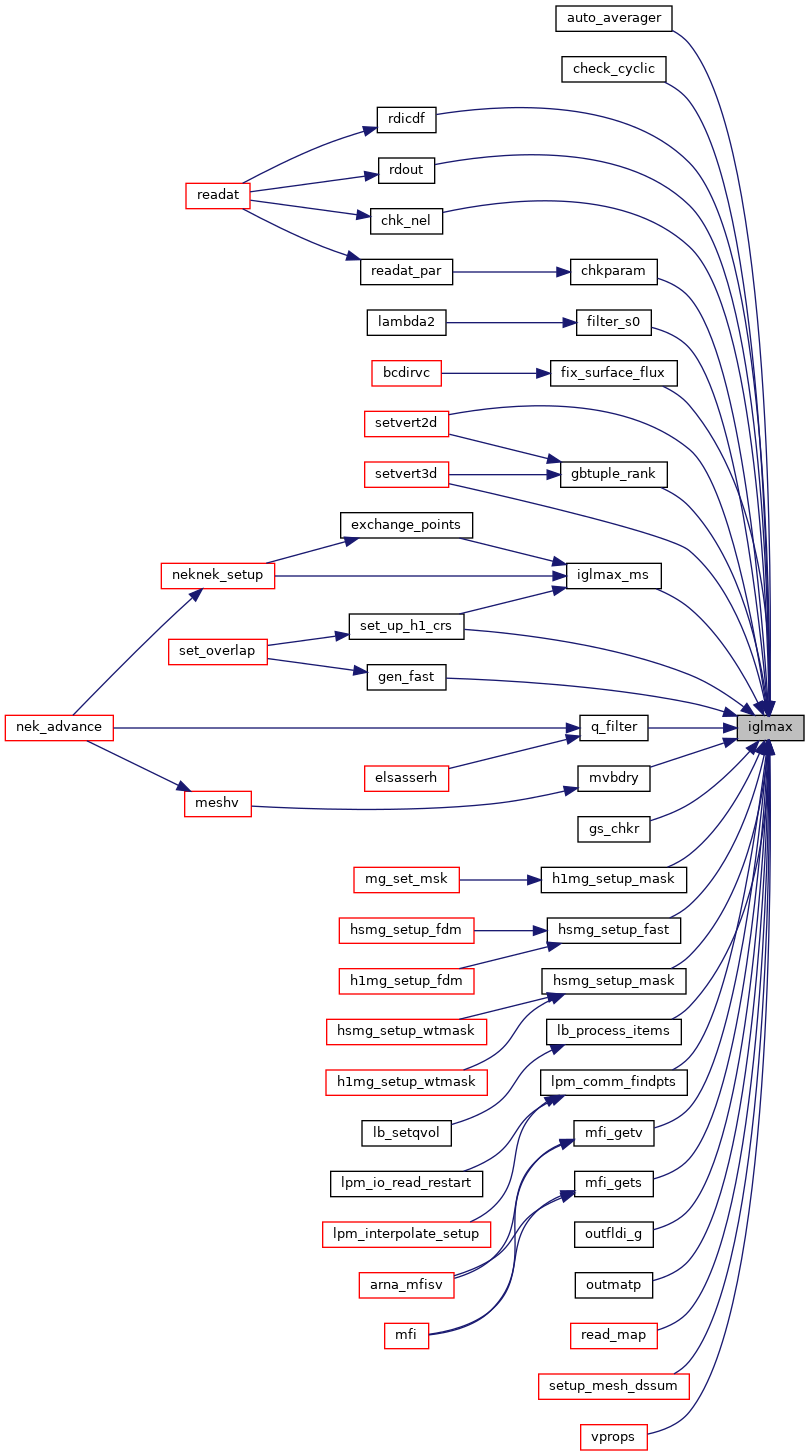 auto_averager
check_cyclic
rdicdf
rdout
readat
chk_nel
readat_par
chkparam
lambda2
filter_s0
bcdirvc
fix_surface_flux
setvert2d
setvert3d
gbtuple_rank
exchange_points
neknek_setup
iglmax_ms
set_up_h1_crs
set_overlap
gen_fast
nek_advance
q_filter
iglmax
elsasserh
mvbdry
meshv
gs_chkr
mg_set_msk
h1mg_setup_mask
hsmg_setup_fdm
hsmg_setup_fast
h1mg_setup_fdm
hsmg_setup_mask
hsmg_setup_wtmask
lb_process_items
h1mg_setup_wtmask
lpm_comm_findpts
lb_setqvol
mfi_getv
lpm_io_read_restart
mfi_gets
lpm_interpolate_setup
outfldi_g
arna_mfisv
outmatp
mfi
read_map
setup_mesh_dssum
vprops